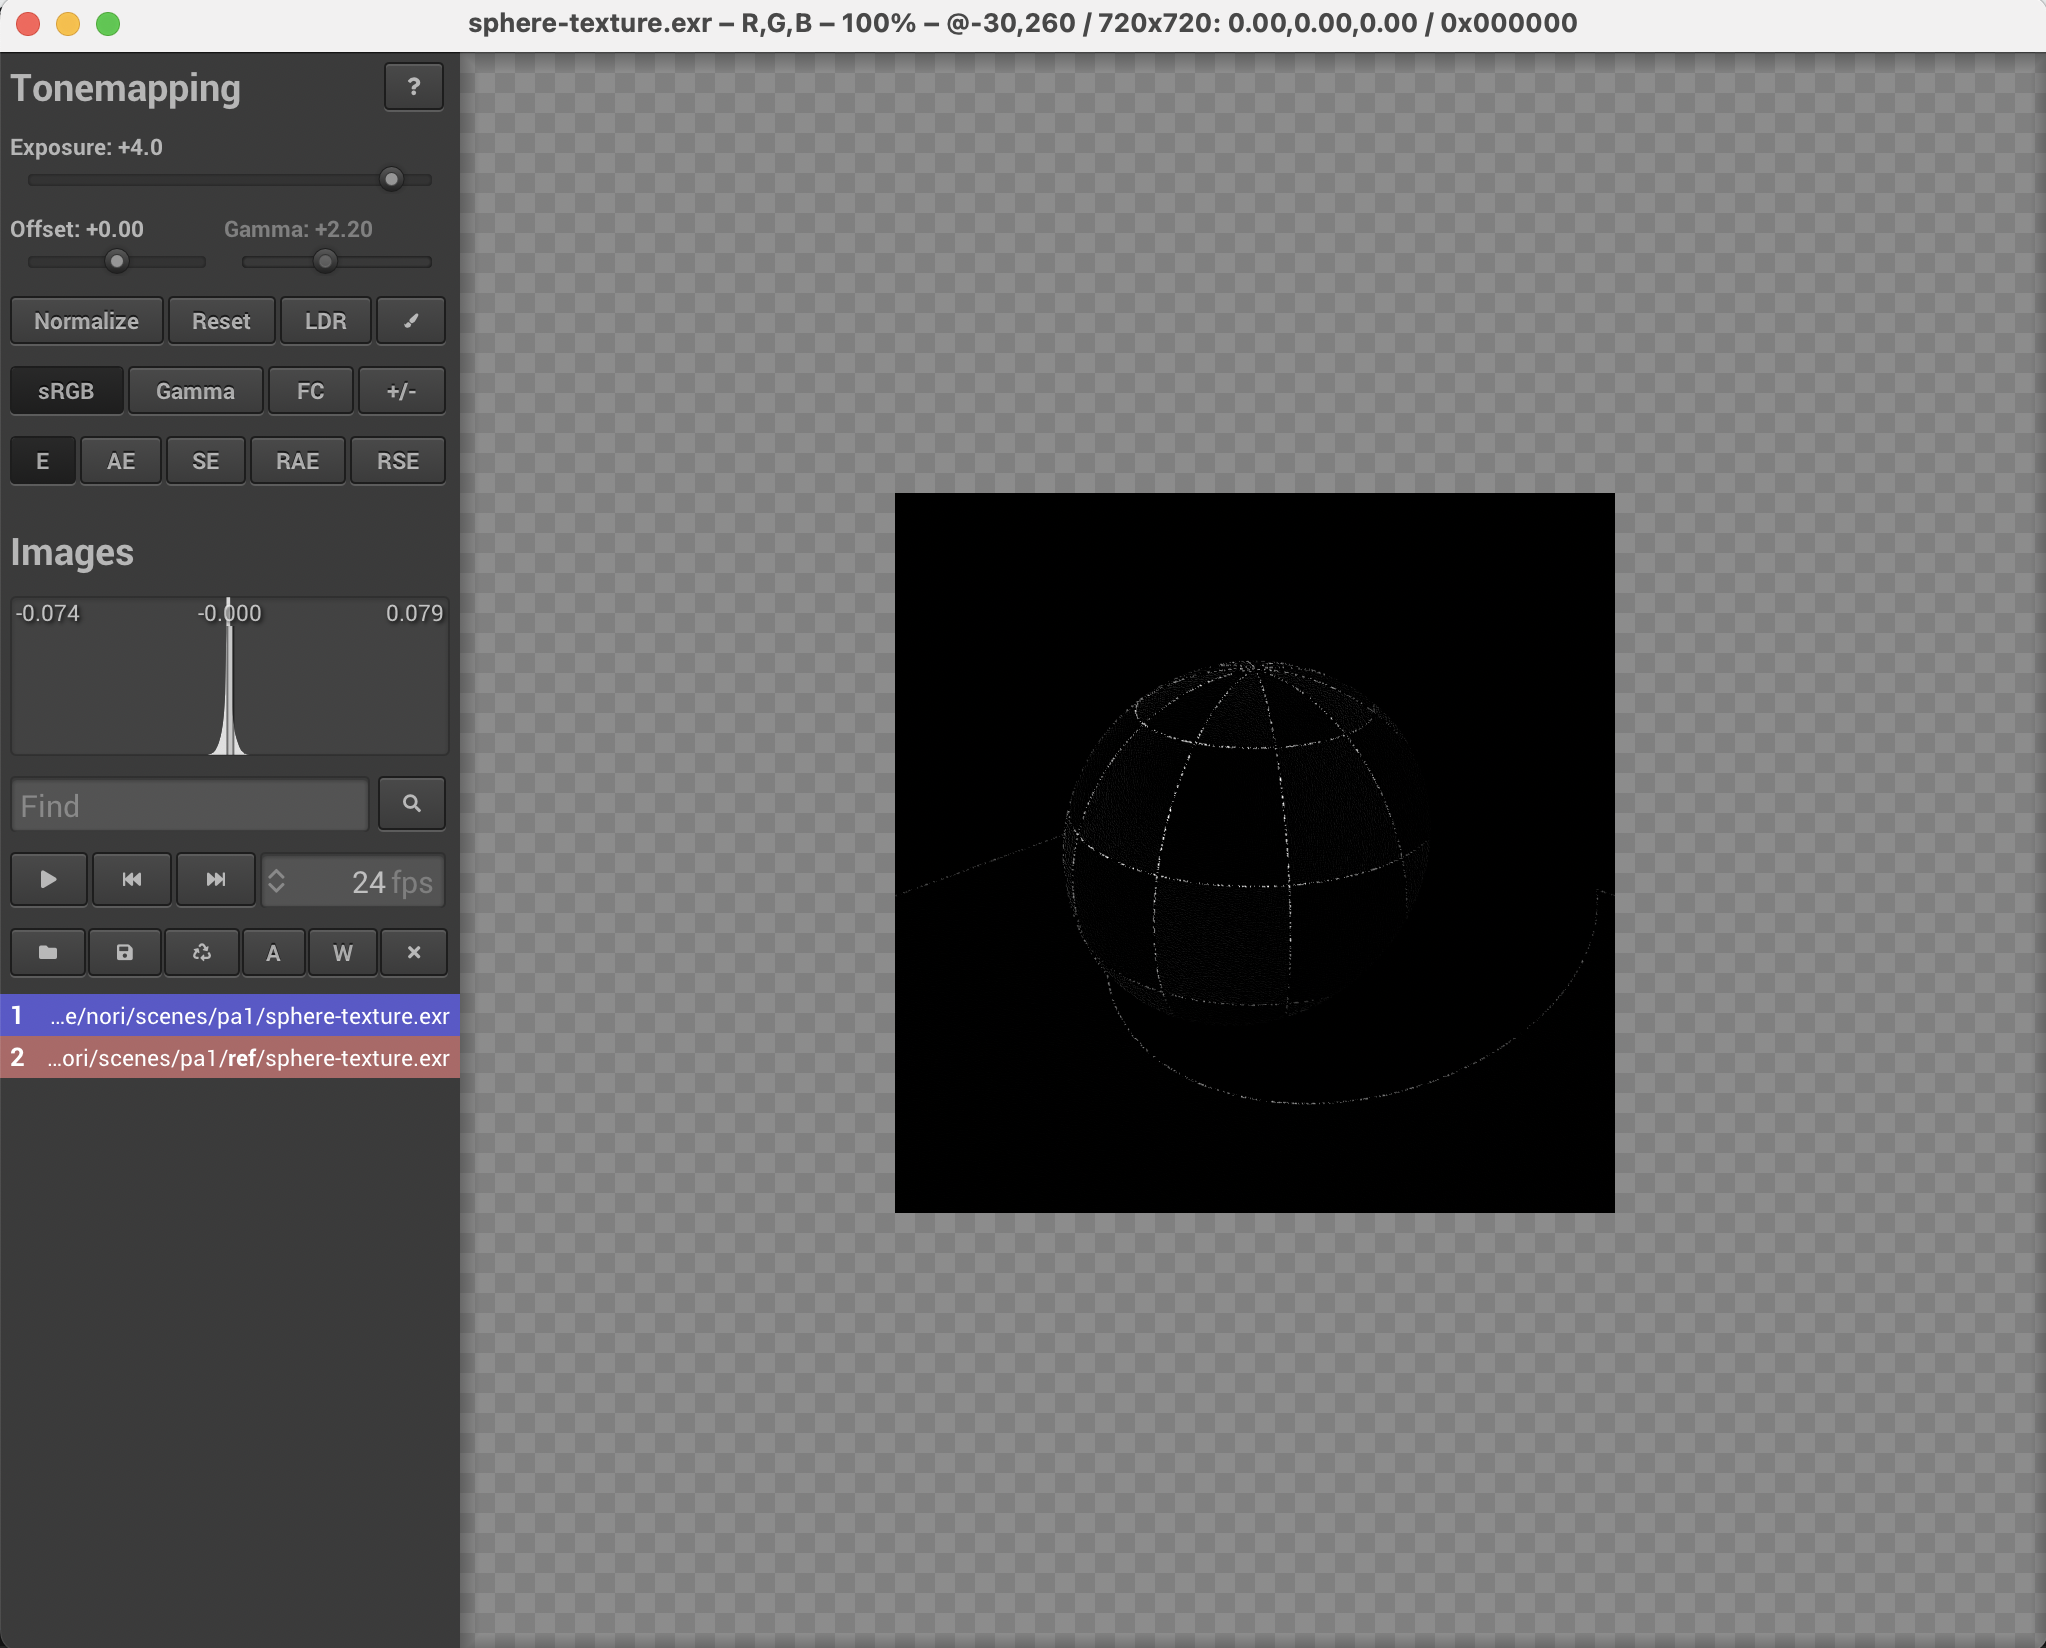 sphere-texture.exr – R,G,B – 100% – @-30,260 / 720x720: 0.00,0.00,0.00 / 0x000000
Tonemapping
?
Exposure: +4.0
Offset: +0.00 Gamma: +2.20
Normalize Reset LDR
sRGB Gamma FC +/-
E AE SE RAE RSE
Images
-0.074 -0.000 0.079
Find
24 fps
A W
1 ...e/nori/scenes/pa1/sphere-texture.exr
2 ...ori/scenes/pa1/ref/sphere-texture.exr